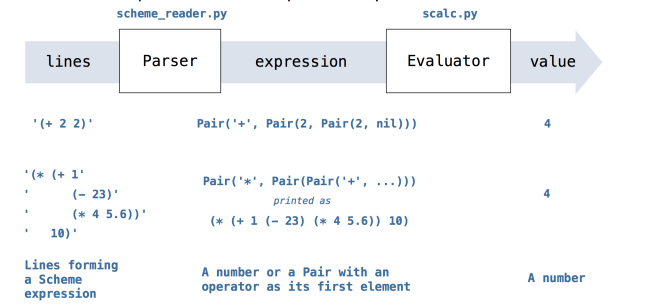 scheme_reader.py scalc.py
lines Parser expression Evaluator value
'(+ 2 2)' Pair('+', Pair(2, Pair(2, nil))) 4
'(* (+ 1'
' (- 23)'
' (* 4 5.6))'
' 10)'
Pair('*', Pair(Pair('+', ...)))
printed as
(* (+ 1 (- 23) (* 4 5.6)) 10)
4
Lines forming
a Scheme
expression
A number or a Pair with an
operator as its first element
A number